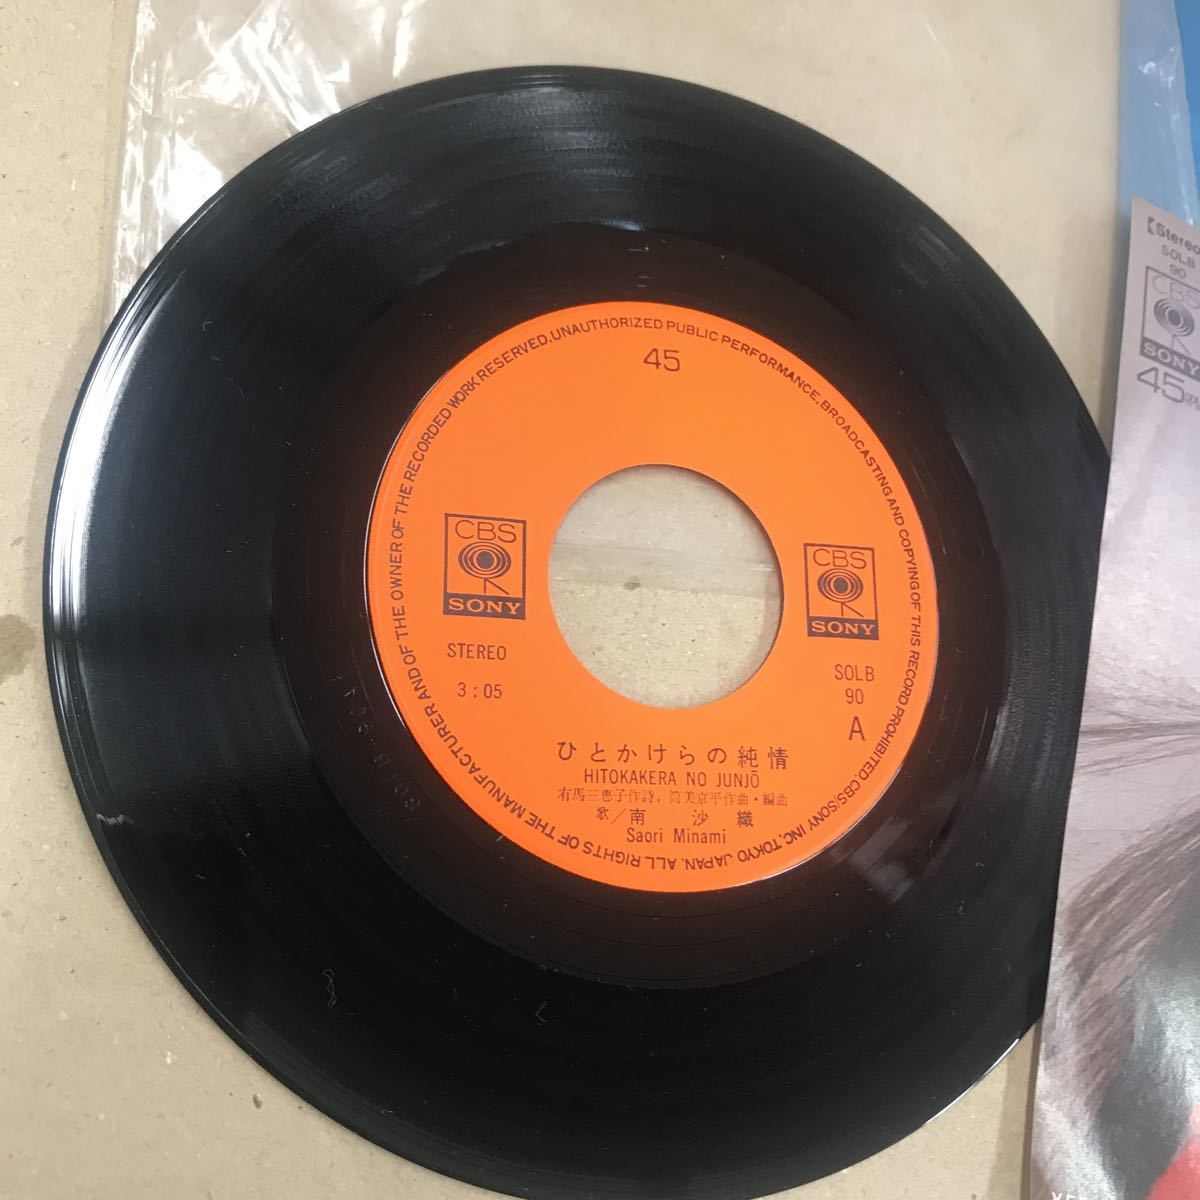 45
UNAUTHORIZED PUBLIC PERFORMANCE, BROADCASTING AND COPYING OF THIS RECORD PROHIBITED. CBS/SONY INC. TOKYO JAPAN. ALL RIGHTS OF THE MANUFACTURER AND OF THE OWNER OF THE RECORDED WORK RESERVED.
CBS
SONY
STEREO
3:05
CBS
SONY
SOLB
90
A
ひとかけらの純情
HITOKAKERA NO JUNJŌ
有馬三恵子作詩, 筒美京平作曲・編曲
歌/南 沙 織
Saori Minami
Stereo
SOLB
90
CBS
SONY
45